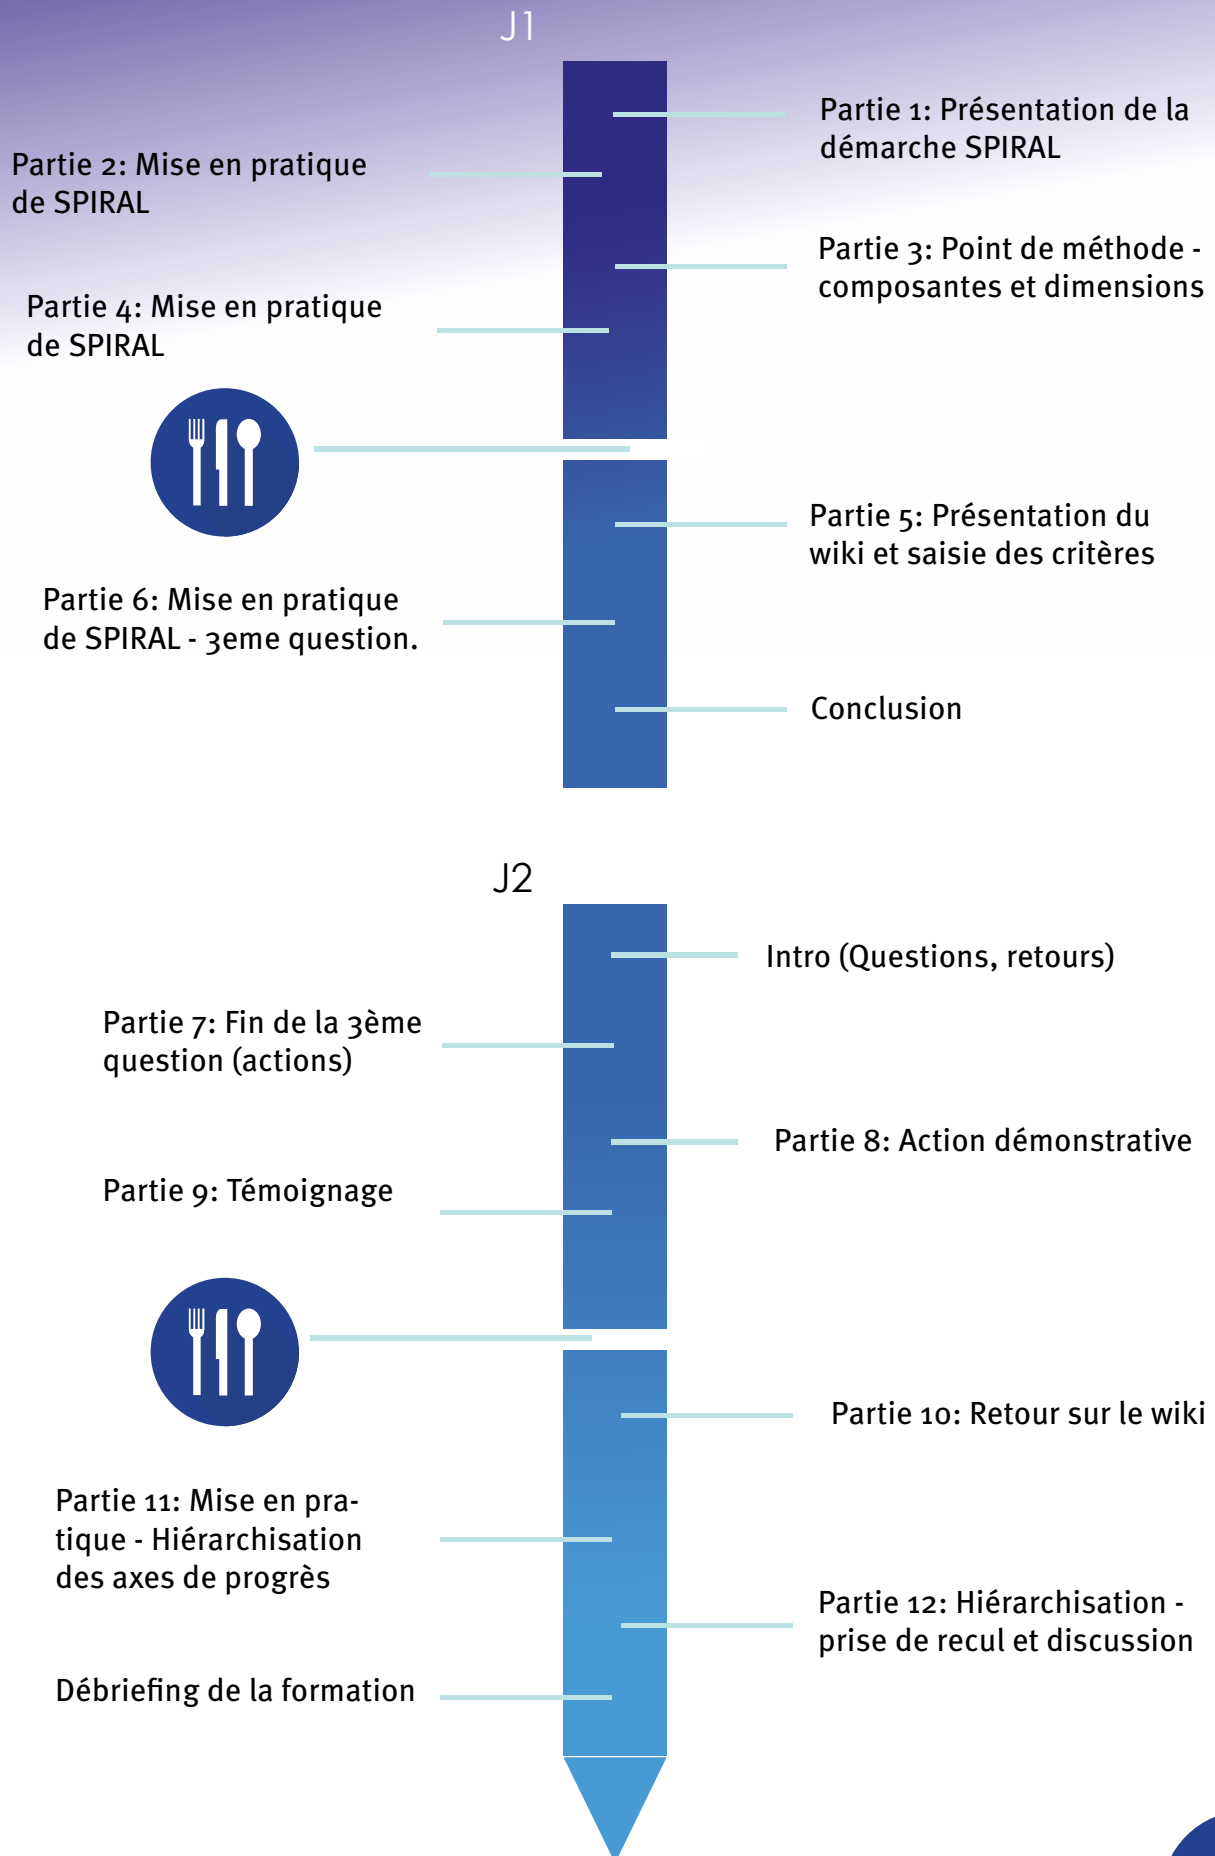 J1
Partie 1: Présentation de la
démarche SPIRAL
Partie 2: Mise en pratique
de SPIRAL
Partie 3: Point de méthode -
composantes et dimensions
Partie 4: Mise en pratique
de SPIRAL
Partie 5: Présentation du
wiki et saisie des critères
Partie 6: Mise en pratique
de SPIRAL - 3eme question.
Conclusion
J2
Intro (Questions, retours)
Partie 7: Fin de la 3ème
question (actions)
Partie 8: Action démonstrative
Partie 9: Témoignage
Partie 10: Retour sur le wiki
Partie 11: Mise en pra-
tique - Hiérarchisation
des axes de progrès
Partie 12: Hiérarchisation -
prise de recul et discussion
Débriefing de la formation